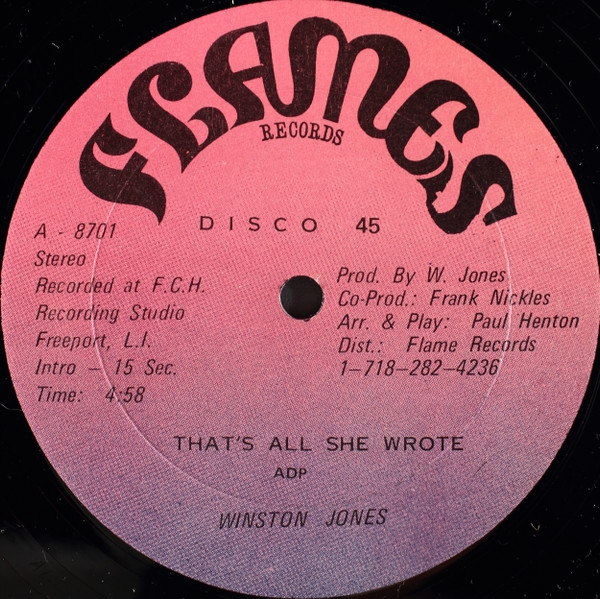 FLAMES
RECORDS
DISCO 45
A - 8701
Stereo
Recorded at F.C.H.
Recording Studio
Freeport, L.I.
Intro – 15 Sec.
Time: 4:58
Prod. By W. Jones
Co-Prod.: Frank Nickles
Arr. & Play: Paul Henton
Dist.: Flame Records
1-718-282-4236
THAT'S ALL SHE WROTE
ADP
WINSTON JONES